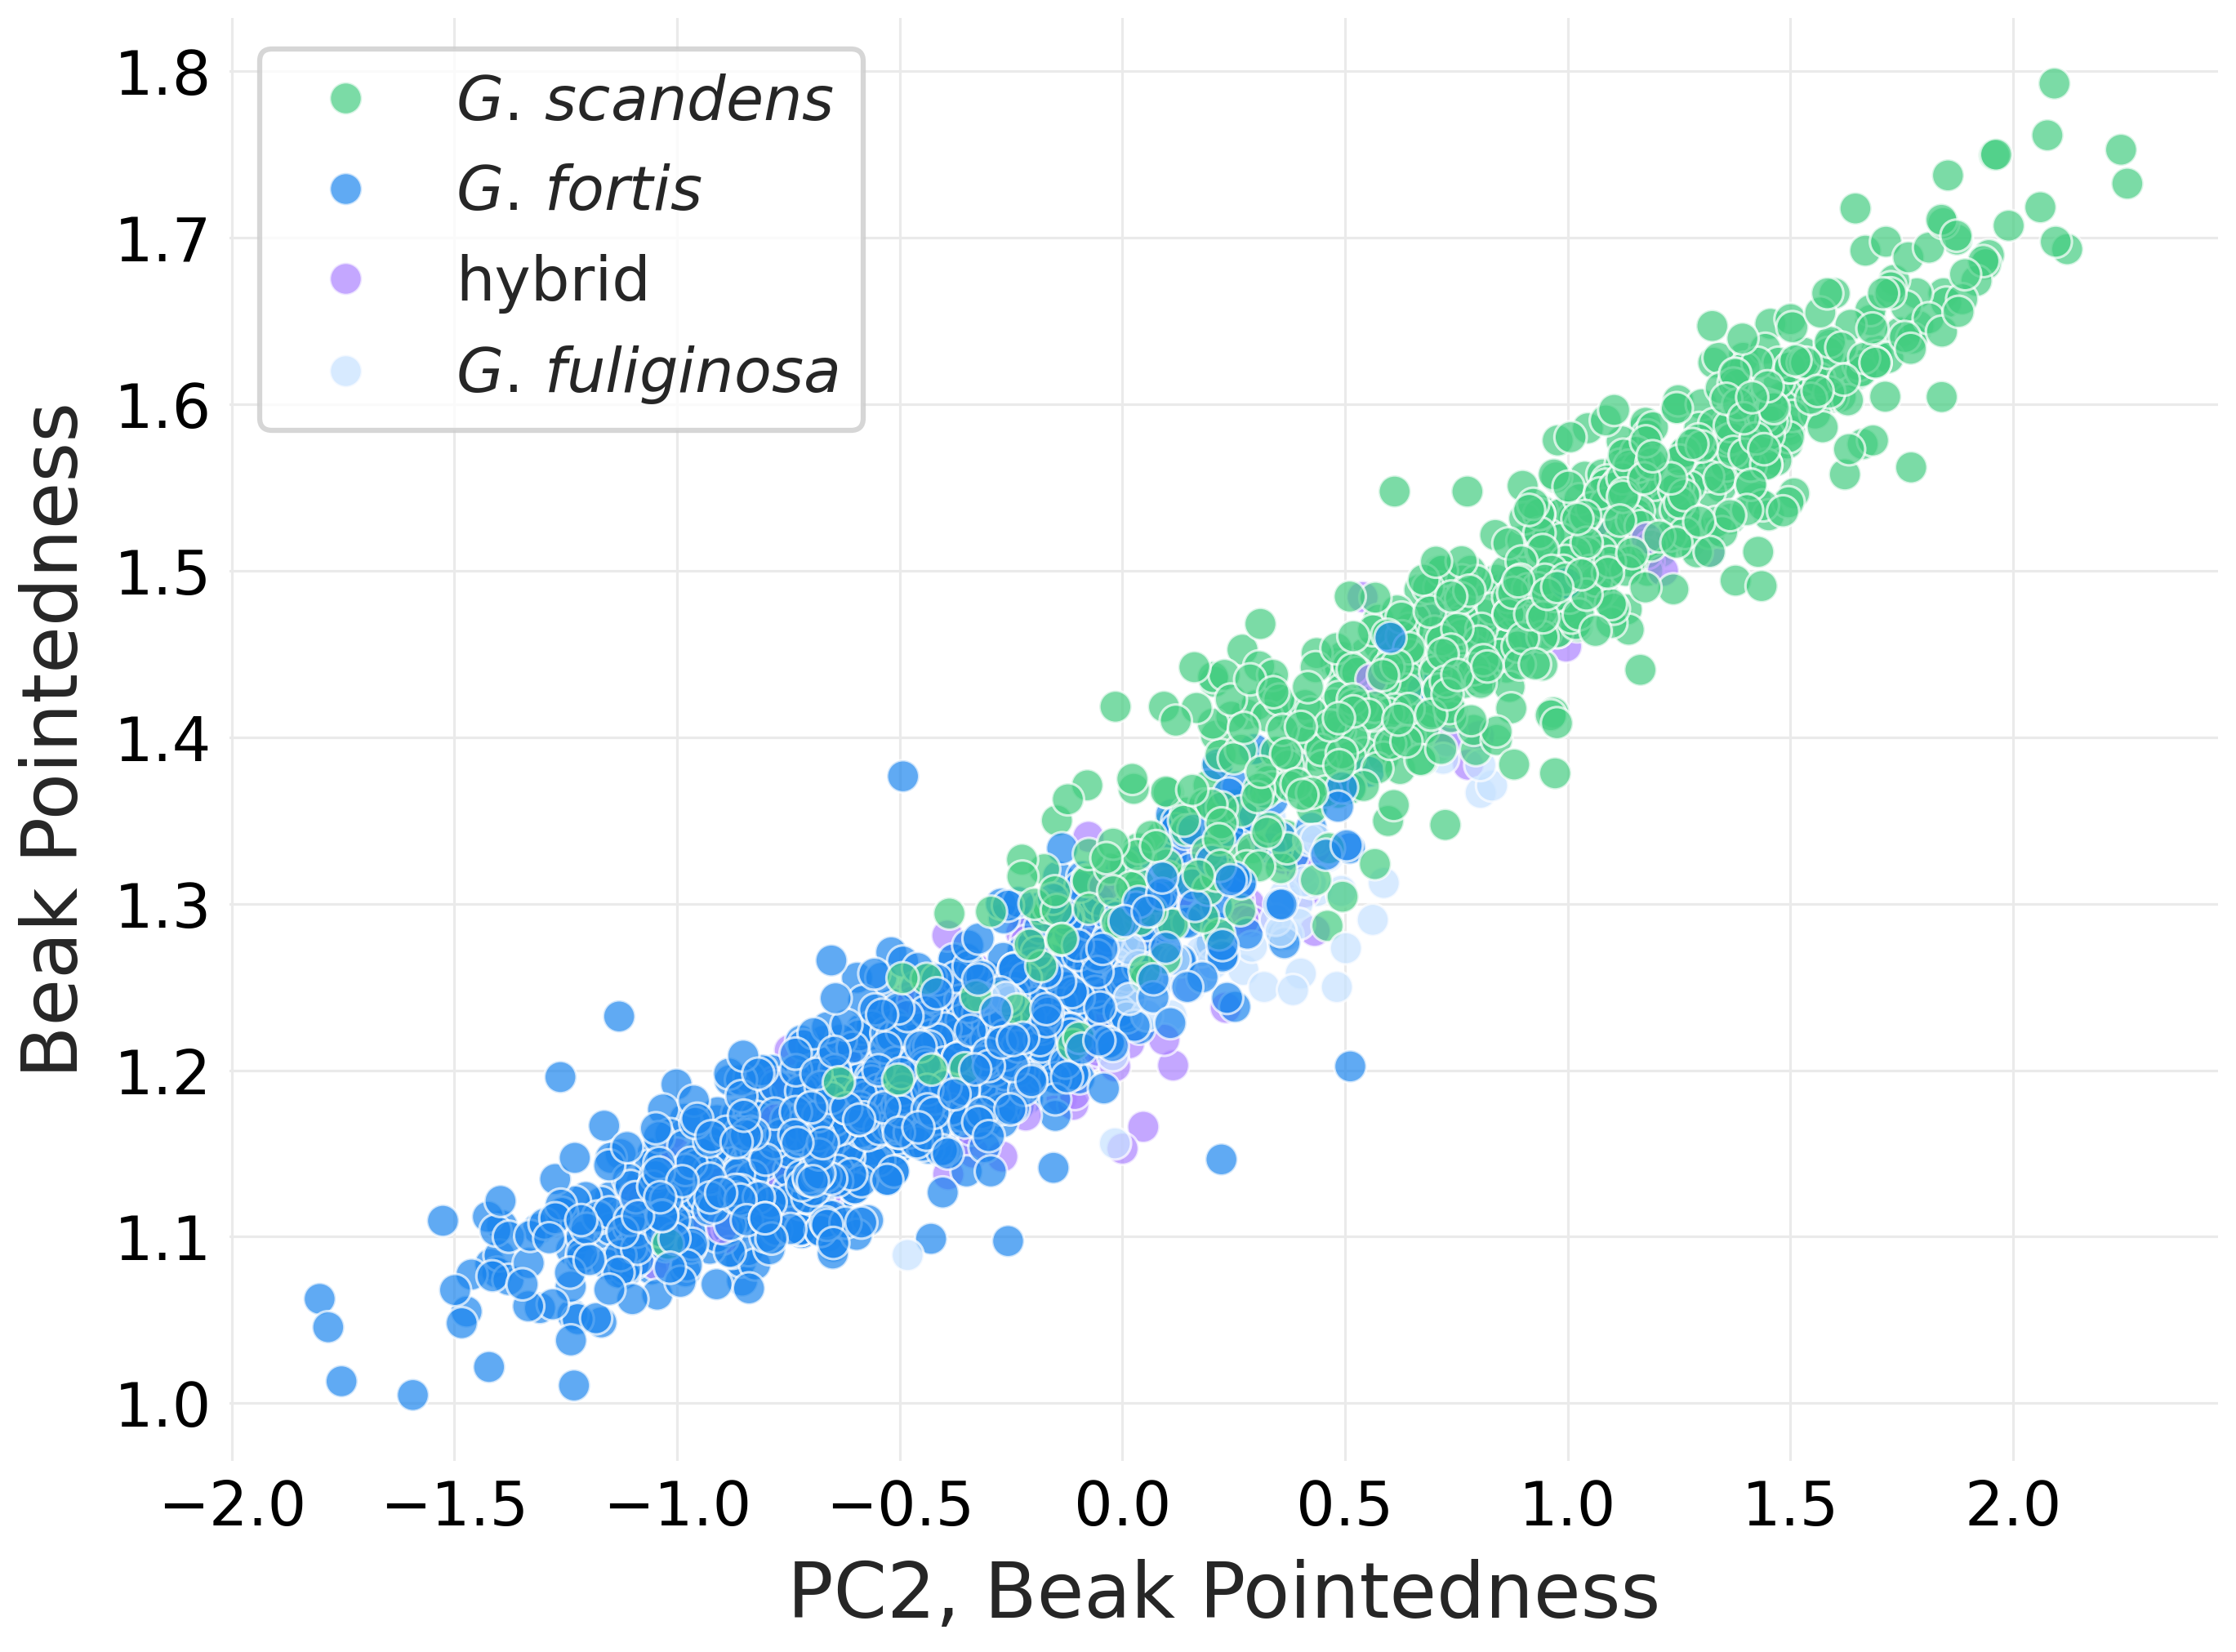 1.8
1.7
1.6
1.5
1.4
1.3
1.2
1.1
1.0
Beak Pointedness
G. scandens
G. fortis
hybrid
G. fuliginosa
−2.0 −1.5 −1.0 −0.5 0.0 0.5 1.0 1.5 2.0
PC2, Beak Pointedness